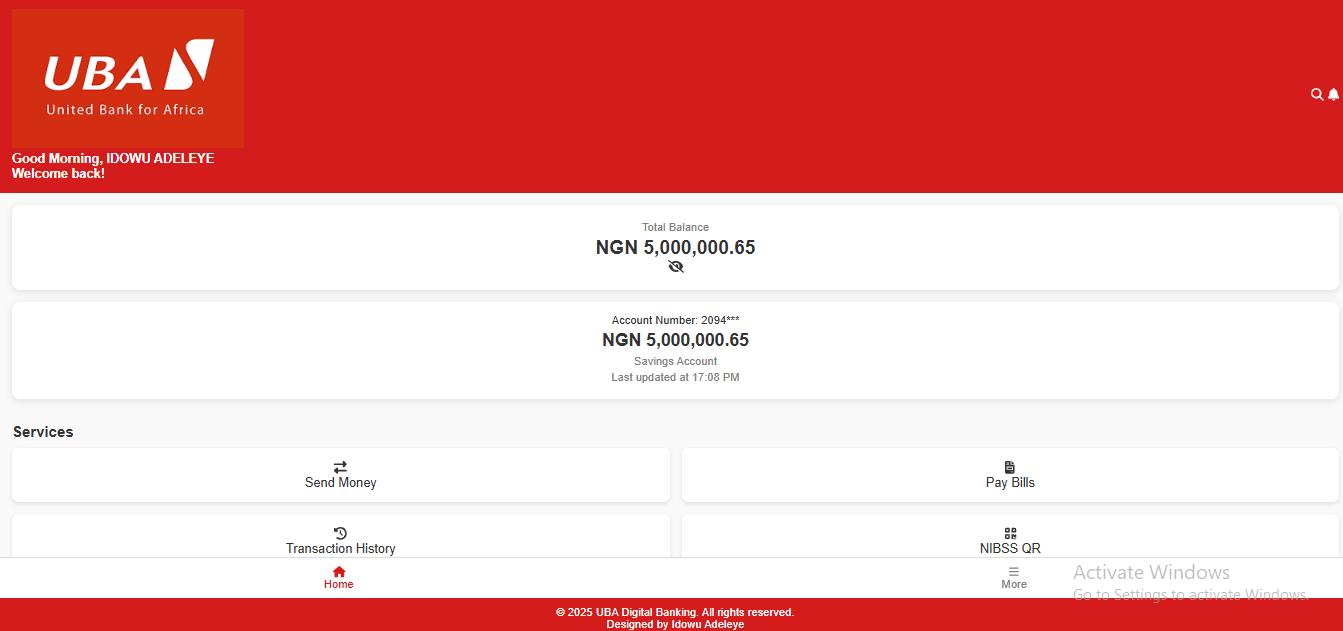 UBA
United Bank for Africa
Good Morning, IDOWU ADELEYE
Welcome back!
Total Balance
NGN 5,000,000.65
Account Number: 2094***
NGN 5,000,000.65
Savings Account
Last updated at 17:08 PM
Services
Send Money
Pay Bills
Transaction History
NIBSS QR
Home
More
Activate Windows
Go to Settings to activate Windows.
© 2025 UBA Digital Banking. All rights reserved.
Designed by Idowu Adeleye